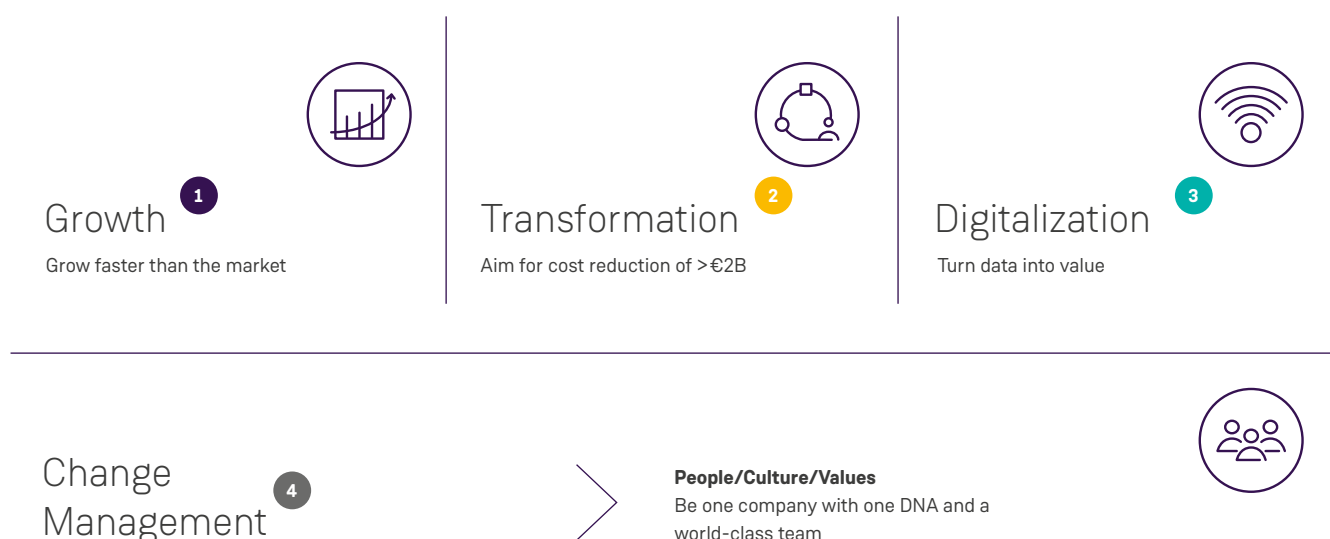 1
Growth
Grow faster than the market
2
Transformation
Aim for cost reduction of >€2B
3
Digitalization
Turn data into value
Change
Management
4
People/Culture/Values
Be one company with one DNA and a
world-class team